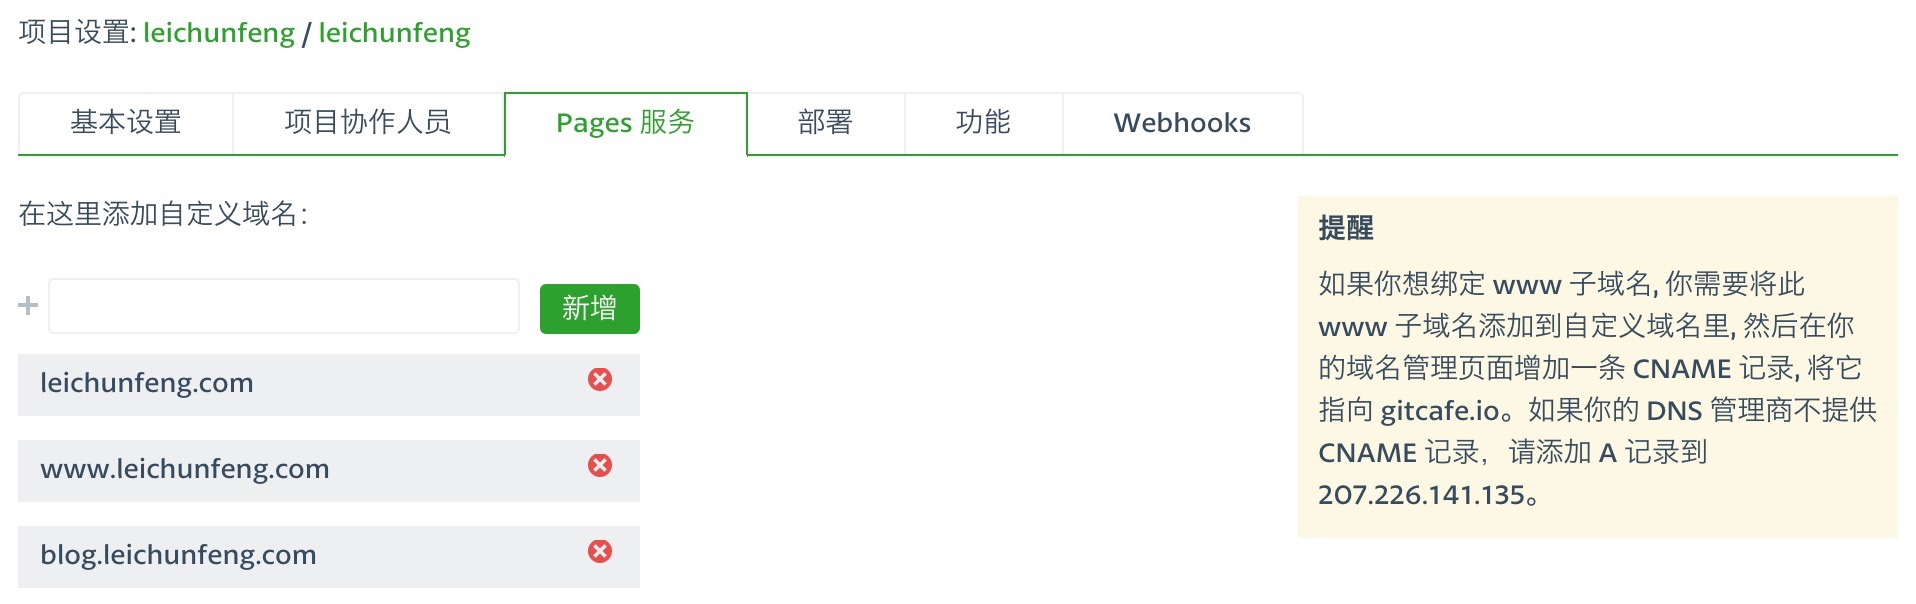 项目设置: leichunfeng / leichunfeng
基本设置 项目协作人员 Pages 服务 部署 功能 Webhooks
在这里添加自定义域名：
+ 新增
leichunfeng.com
www.leichunfeng.com
blog.leichunfeng.com
提醒
如果你想绑定 www 子域名, 你需要将此
www 子域名添加到自定义域名里, 然后在你
的域名管理页面增加一条 CNAME 记录, 将它
指向 gitcafe.io。如果你的 DNS 管理商不提供
CNAME 记录，请添加 A 记录到
207.226.141.135。